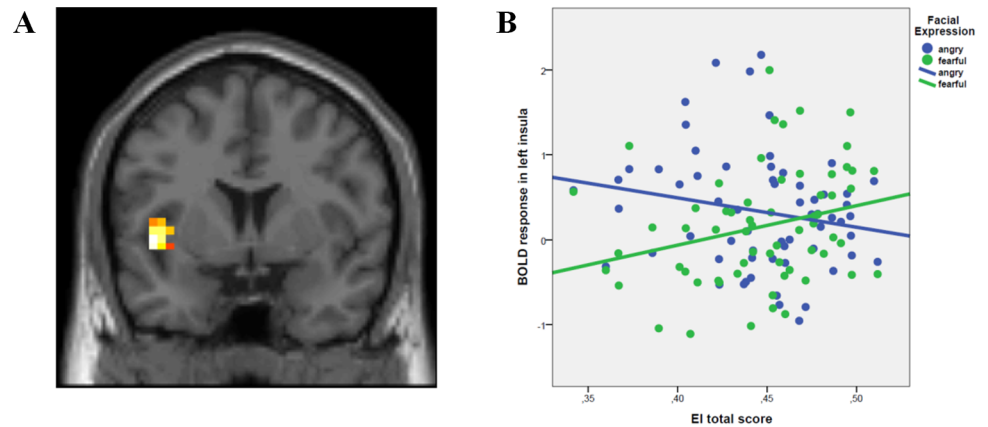 A
B
Facial
Expression
angry
fearful
angry
fearful
BOLD response in left insula
2
1
0
-1
,35
,40
,45
,50
EI total score